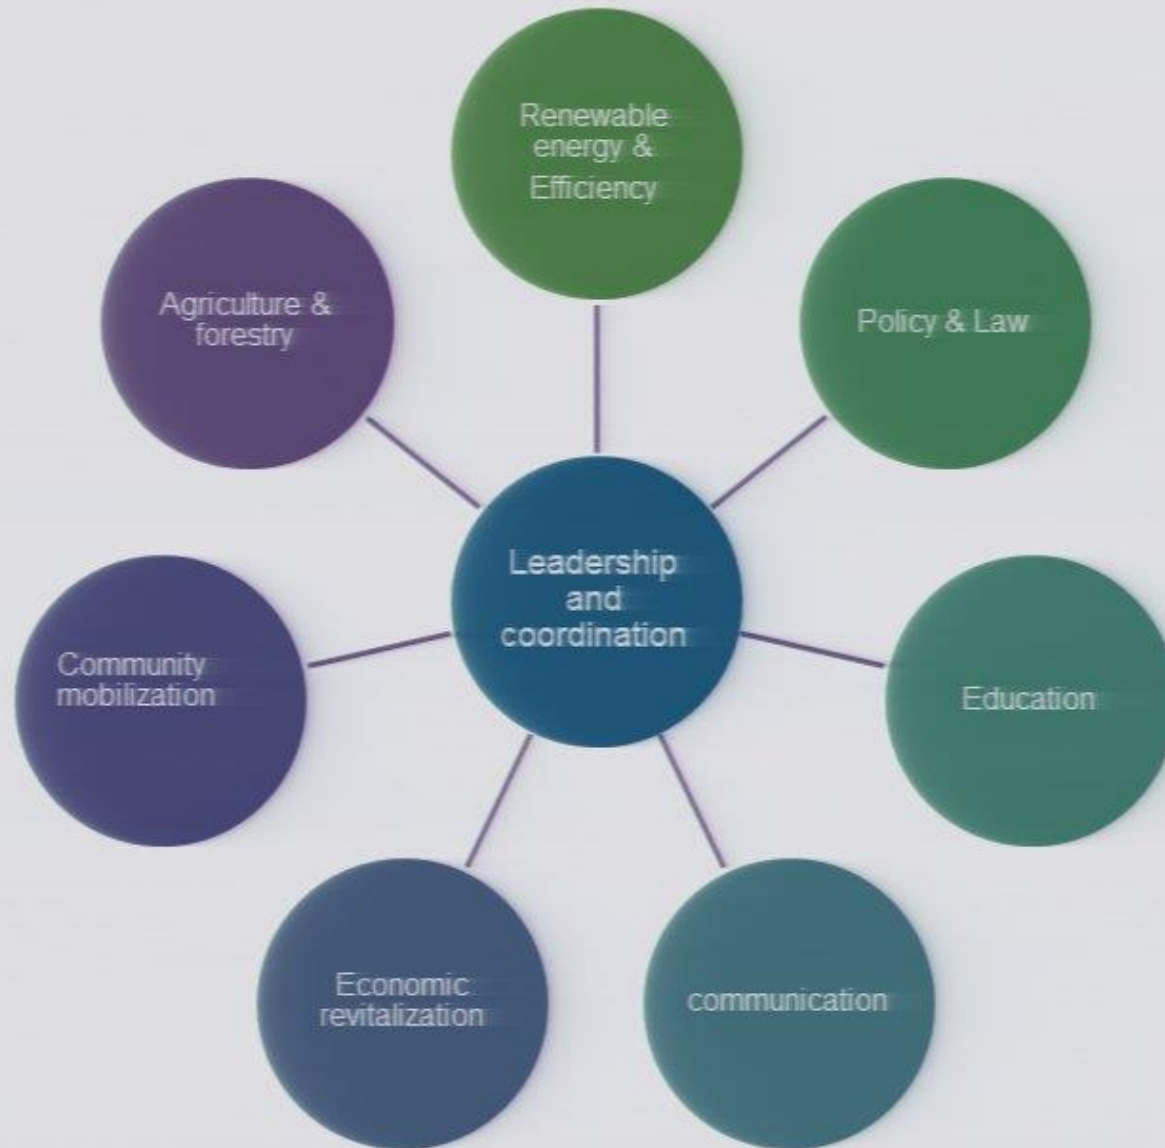 Renewable
energy &
Efficiency
Agriculture &
forestry
Policy & Law
Leadership
and
coordination
Community
mobilization
Education
Economic
revitalization
communication